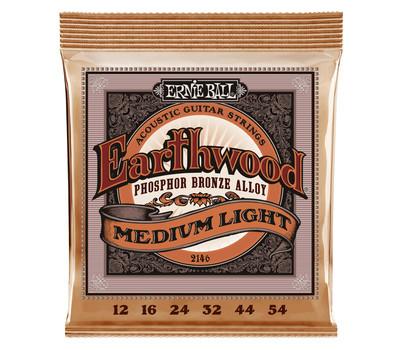 ERNIE BALL
ACOUSTIC GUITAR STRINGS
Earthwood
PHOSPHOR BRONZE ALLOY
MEDIUM LIGHT
2146
12 16 24 32 44 54